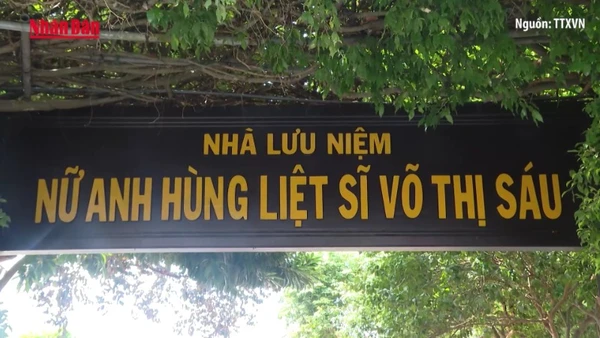 Nhân Dân
Nguồn: TTXVN
NHÀ LƯU NIỆM
NỮ ANH HÙNG LIỆT SĨ VÕ THỊ SÁU